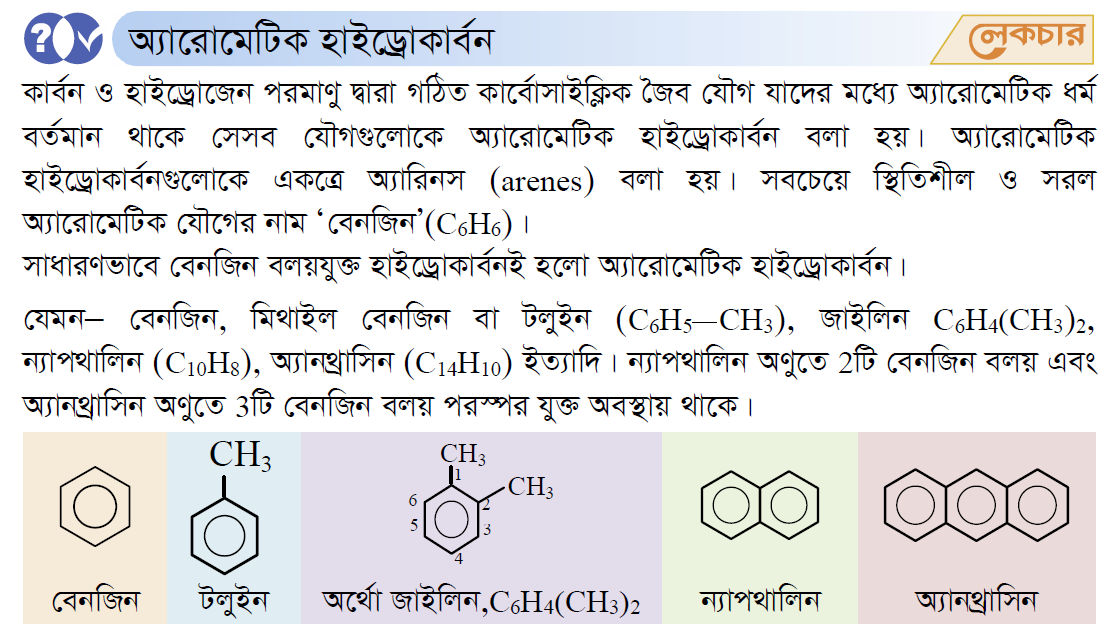 অ্যারোমেটিক হাইড্রোকার্বন
লেকচার
কার্বন ও হাইড্রোজেন পরমাণু দ্বারা গঠিত কার্বোসাইক্লিক জৈব যৌগ যাদের মধ্যে অ্যারোমেটিক ধর্ম
বর্তমান থাকে সেসব যৌগগুলোকে অ্যারোমেটিক হাইড্রোকার্বন বলা হয়। অ্যারোমেটিক
হাইড্রোকার্বনগুলোকে একত্রে অ্যারিনস (arenes) বলা হয়। সবচেয়ে স্থিতিশীল ও সরল
অ্যারোমেটিক যৌগের নাম ‘বেনজিন’(C₆H₆)।
সাধারণভাবে বেনজিন বলয়যুক্ত হাইড্রোকার্বনই হলো অ্যারোমেটিক হাইড্রোকার্বন।
যেমন– বেনজিন, মিথাইল বেনজিন বা টলুইন (C₆H₅—CH₃), জাইলিন C₆H₄(CH₃)₂,
ন্যাপথালিন (C₁₀H₈), অ্যানথ্রাসিন (C₁₄H₁₀) ইত্যাদি। ন্যাপথালিন অণুতে 2টি বেনজিন বলয় এবং
অ্যানথ্রাসিন অণুতে 3টি বেনজিন বলয় পরস্পর যুক্ত অবস্থায় থাকে।
CH₃
CH₃
1
CH₃
6
2
5
3
4
বেনজিন
টলুইন
অর্থো জাইলিন,C₆H₄(CH₃)₂
ন্যাপথালিন
অ্যানথ্রাসিন